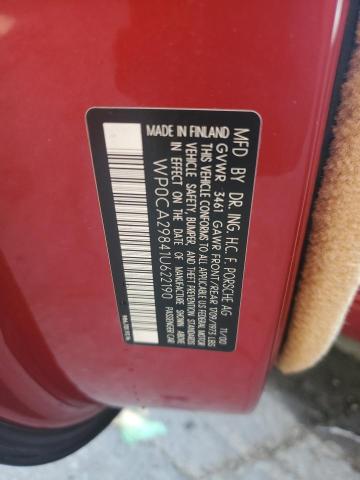 MFD BY DR. ING. H.C. F. PORSCHE AG 11/00
GVWR 3461 GAWR FRONT/REAR 1709/1973 LBS
THIS VEHICLE CONFORMS TO ALL APPLICABLE US FEDERAL MOTOR
VEHICLE SAFETY, BUMPER, AND THEFT PREVENTION STANDARDS
IN EFFECT ON THE DATE OF MANUFACTURE SHOWN ABOVE
MADE IN FINLAND
WP0CA29841U622190
PASSENGER CAR